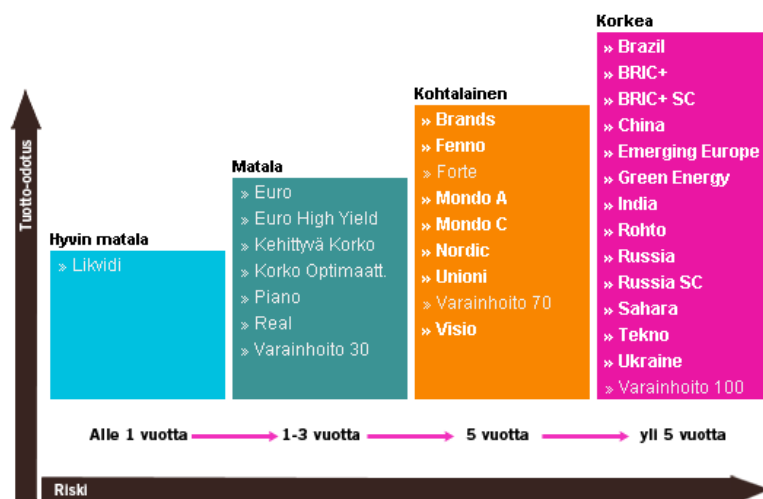 Tuotto-odotus
Hyvin matala
» Likvidi
Matala
» Euro
» Euro High Yield
» Kehittyvä Korko
» Korko Optimaatt.
» Piano
» Real
» Varainhoito 30
Kohtalainen
» Brands
» Fenno
» Forte
» Mondo A
» Mondo C
» Nordic
» Unioni
» Varainhoito 70
» Visio
Korkea
» Brazil
» BRIC+
» BRIC+ SC
» China
» Emerging Europe
» Green Energy
» India
» Rohto
» Russia
» Russia SC
» Sahara
» Tekno
» Ukraine
» Varainhoito 100
Alle 1 vuotta
1-3 vuotta
5 vuotta
yli 5 vuotta
Riski